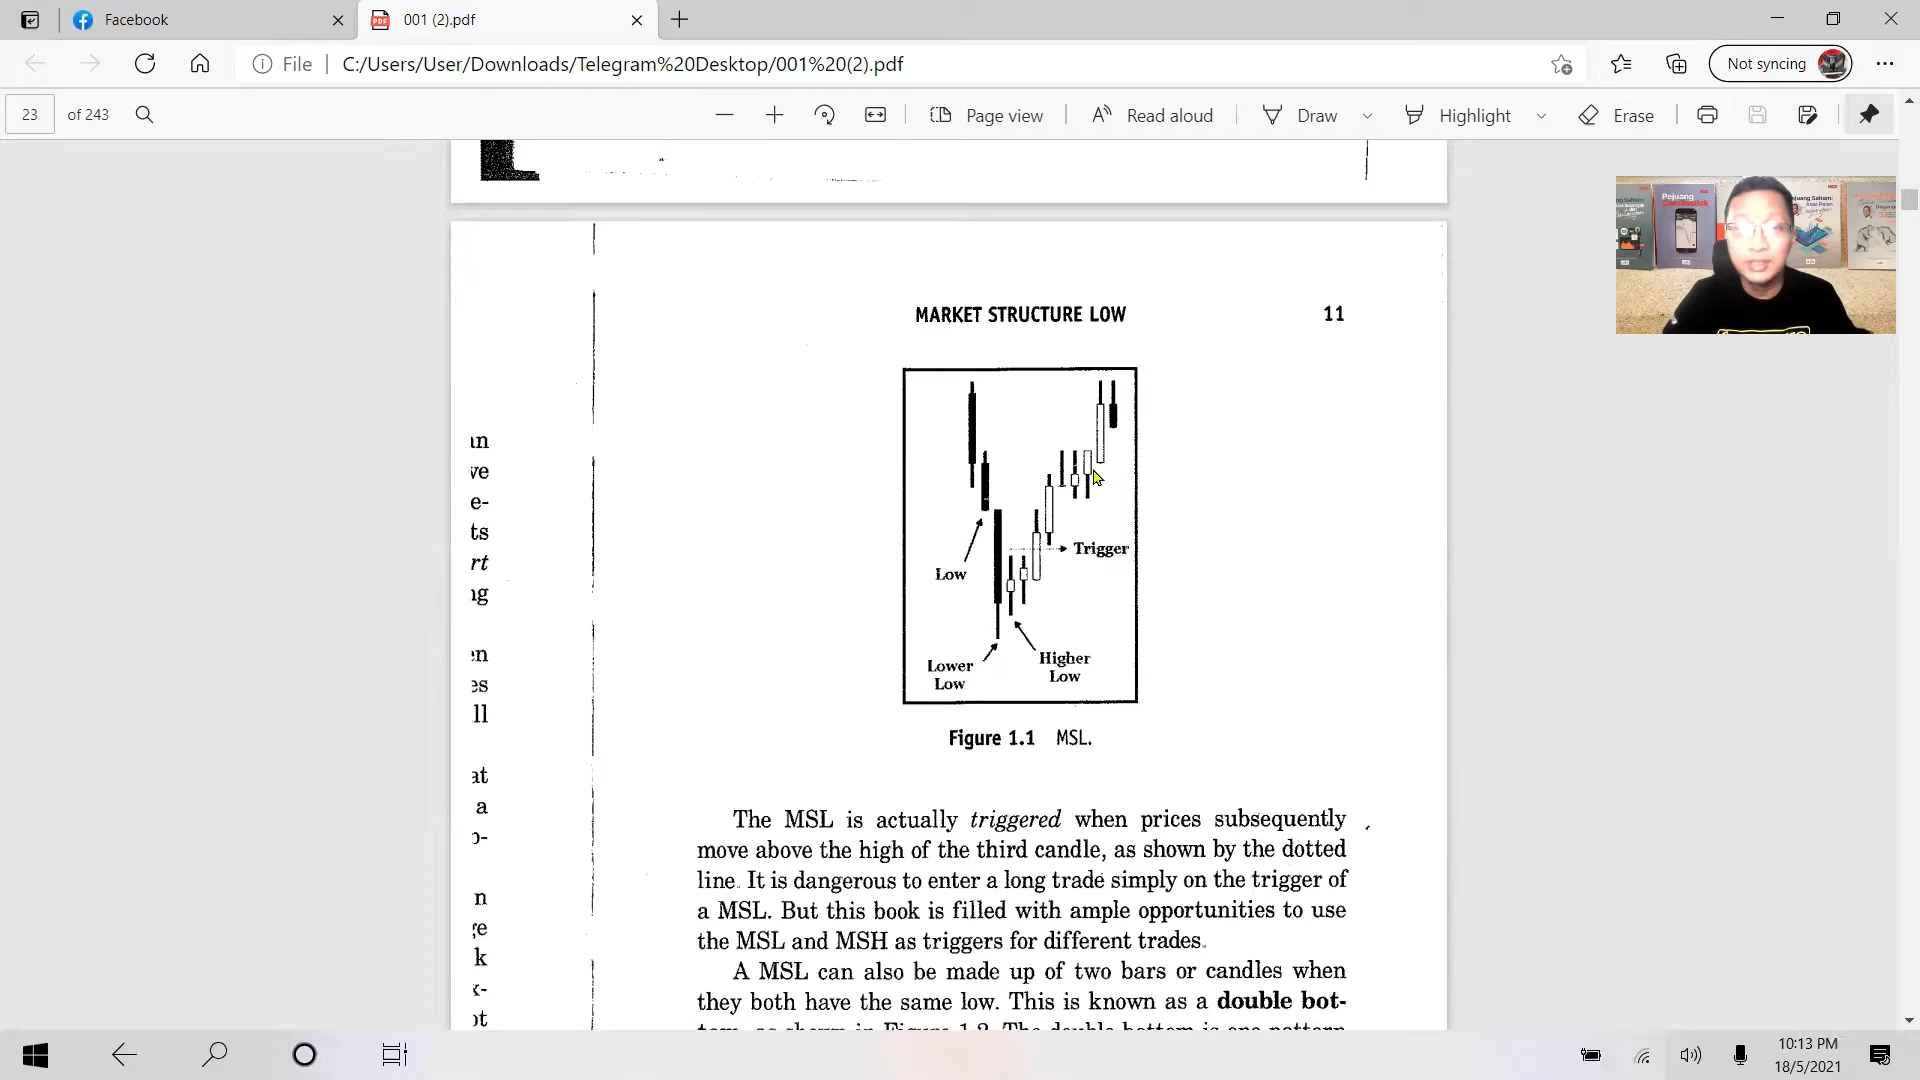 Facebook
001 (2).pdf
File
C:/Users/User/Downloads/Telegram%20Desktop/001%20(2).pdf
Not syncing
23 of 243
Page view
Read aloud
Draw
Highlight
Erase
Pejuang
Candlestick
MARKET STRUCTURE LOW 11
Low
Trigger
Lower
Low
Higher
Low
Figure 1.1 MSL.
The MSL is actually triggered when prices subsequently
move above the high of the third candle, as shown by the dotted
line. It is dangerous to enter a long trade simply on the trigger of
a MSL. But this book is filled with ample opportunities to use
the MSL and MSH as triggers for different trades.
A MSL can also be made up of two bars or candles when
they both have the same low. This is known as a double bot-
10:13 PM
18/5/2021